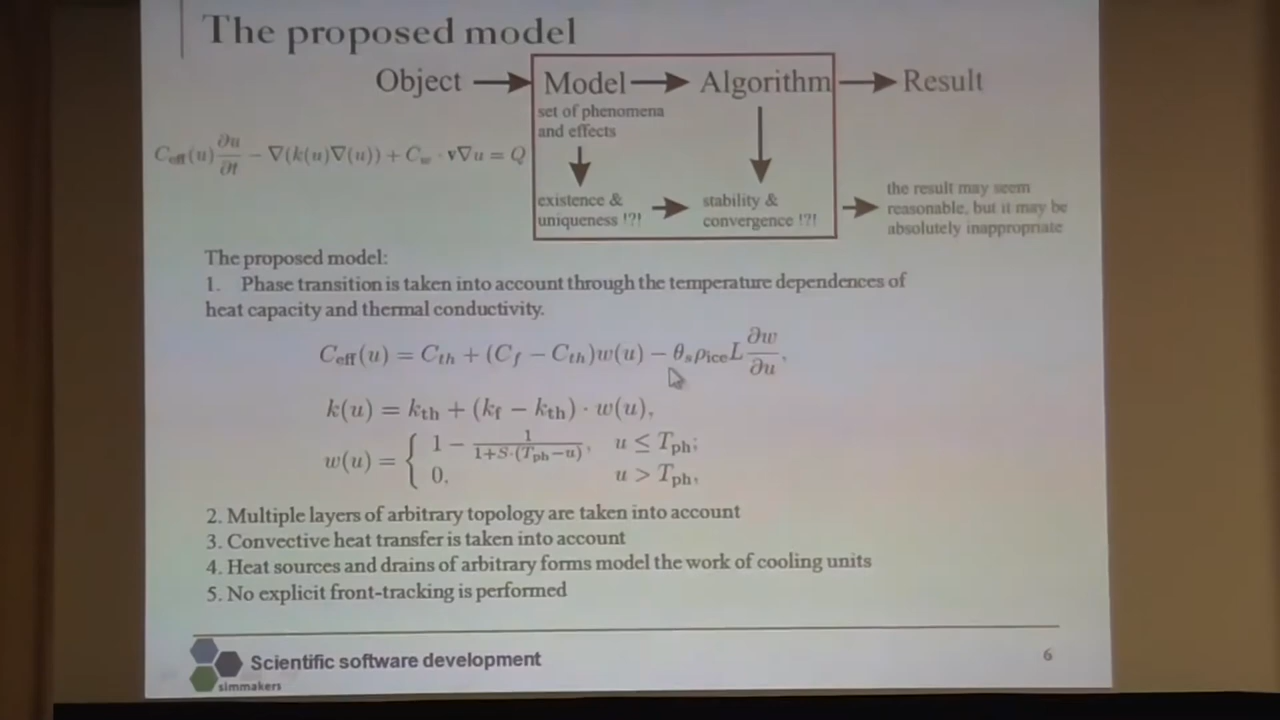 The proposed model
Object → Model → Algorithm → Result
set of phenomena
and effects
C_eff(u) ∂u/∂t − ∇(k(u)∇(u)) + C_w · v∇u = Q
existence &
uniqueness !?!
stability &
convergence !?!
the result may seem
reasonable, but it may be
absolutely inappropriate
The proposed model:
1. Phase transition is taken into account through the temperature dependences of
heat capacity and thermal conductivity.
C_eff(u) = C_th + (C_f − C_th)w(u) − θ_s ρ_ice L ∂w/∂u,
k(u) = k_th + (k_f − k_th) · w(u),
w(u) = { 1 − 1/(1+S·(T_ph−u)), u ≤ T_ph;
0, u > T_ph,
2. Multiple layers of arbitrary topology are taken into account
3. Convective heat transfer is taken into account
4. Heat sources and drains of arbitrary forms model the work of cooling units
5. No explicit front-tracking is performed
Scientific software development
simmakers
6